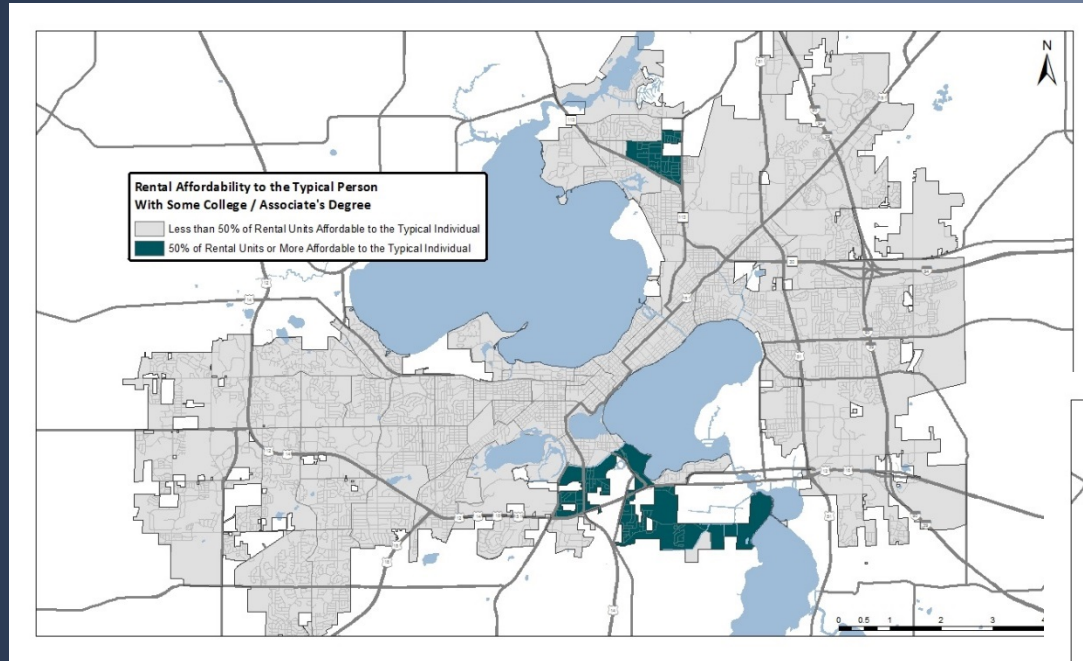 N
Rental Affordability to the Typical Person
With Some College / Associate's Degree
Less than 50% of Rental Units Affordable to the Typical Individual
50% of Rental Units or More Affordable to the Typical Individual
0 0.5 1 2 3 4